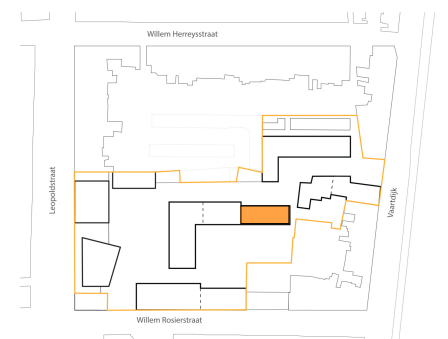 Willem Herreysstraat
Leopoldstraat
Vaartdijk
Willem Rosierstraat